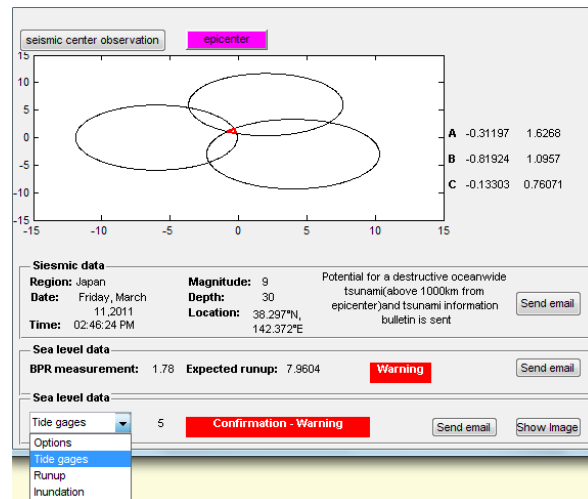 seismic center observation
epicenter
15
10
5
0
-5
-10
-15
-15
-10
-5
0
5
10
15
A -0.31197 1.6268
B -0.81924 1.0957
C -0.13303 0.76071
Siesmic data
Region: Japan
Date: Friday, March
11,2011
Time: 02:46:24 PM
Magnitude: 9
Depth: 30
Location: 38.297°N,
142.372°E
Potential for a destructive oceanwide
tsunami(above 1000km from
epicenter)and tsunami information
bulletin is sent
Send email
Sea level data
BPR measurement: 1.78 Expected runup: 7.9604
Warning
Send email
Sea level data
Tide gages
5
Confirmation - Warning
Send email
Show Image
Options
Tide gages
Runup
Inundation